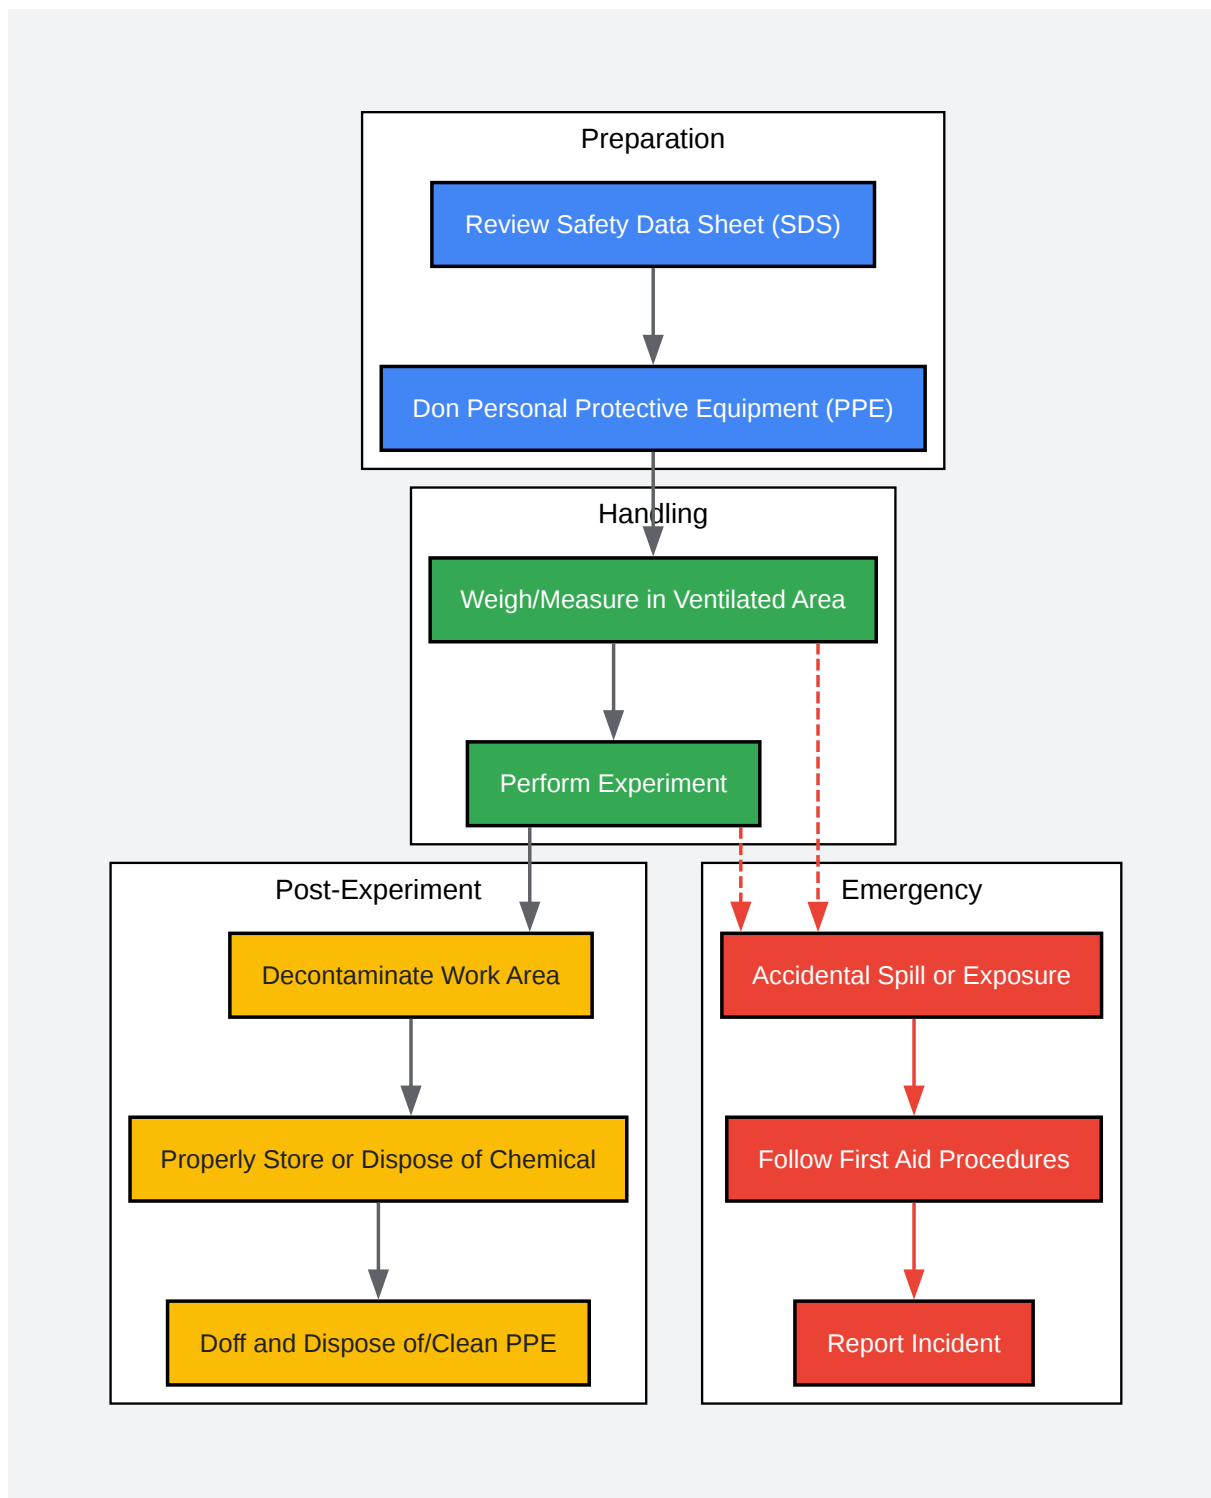 Preparation
Review Safety Data Sheet (SDS)
Don Personal Protective Equipment (PPE)
Handling
Weigh/Measure in Ventilated Area
Perform Experiment
Post-Experiment
Decontaminate Work Area
Properly Store or Dispose of Chemical
Doff and Dispose of/Clean PPE
Emergency
Accidental Spill or Exposure
Follow First Aid Procedures
Report Incident